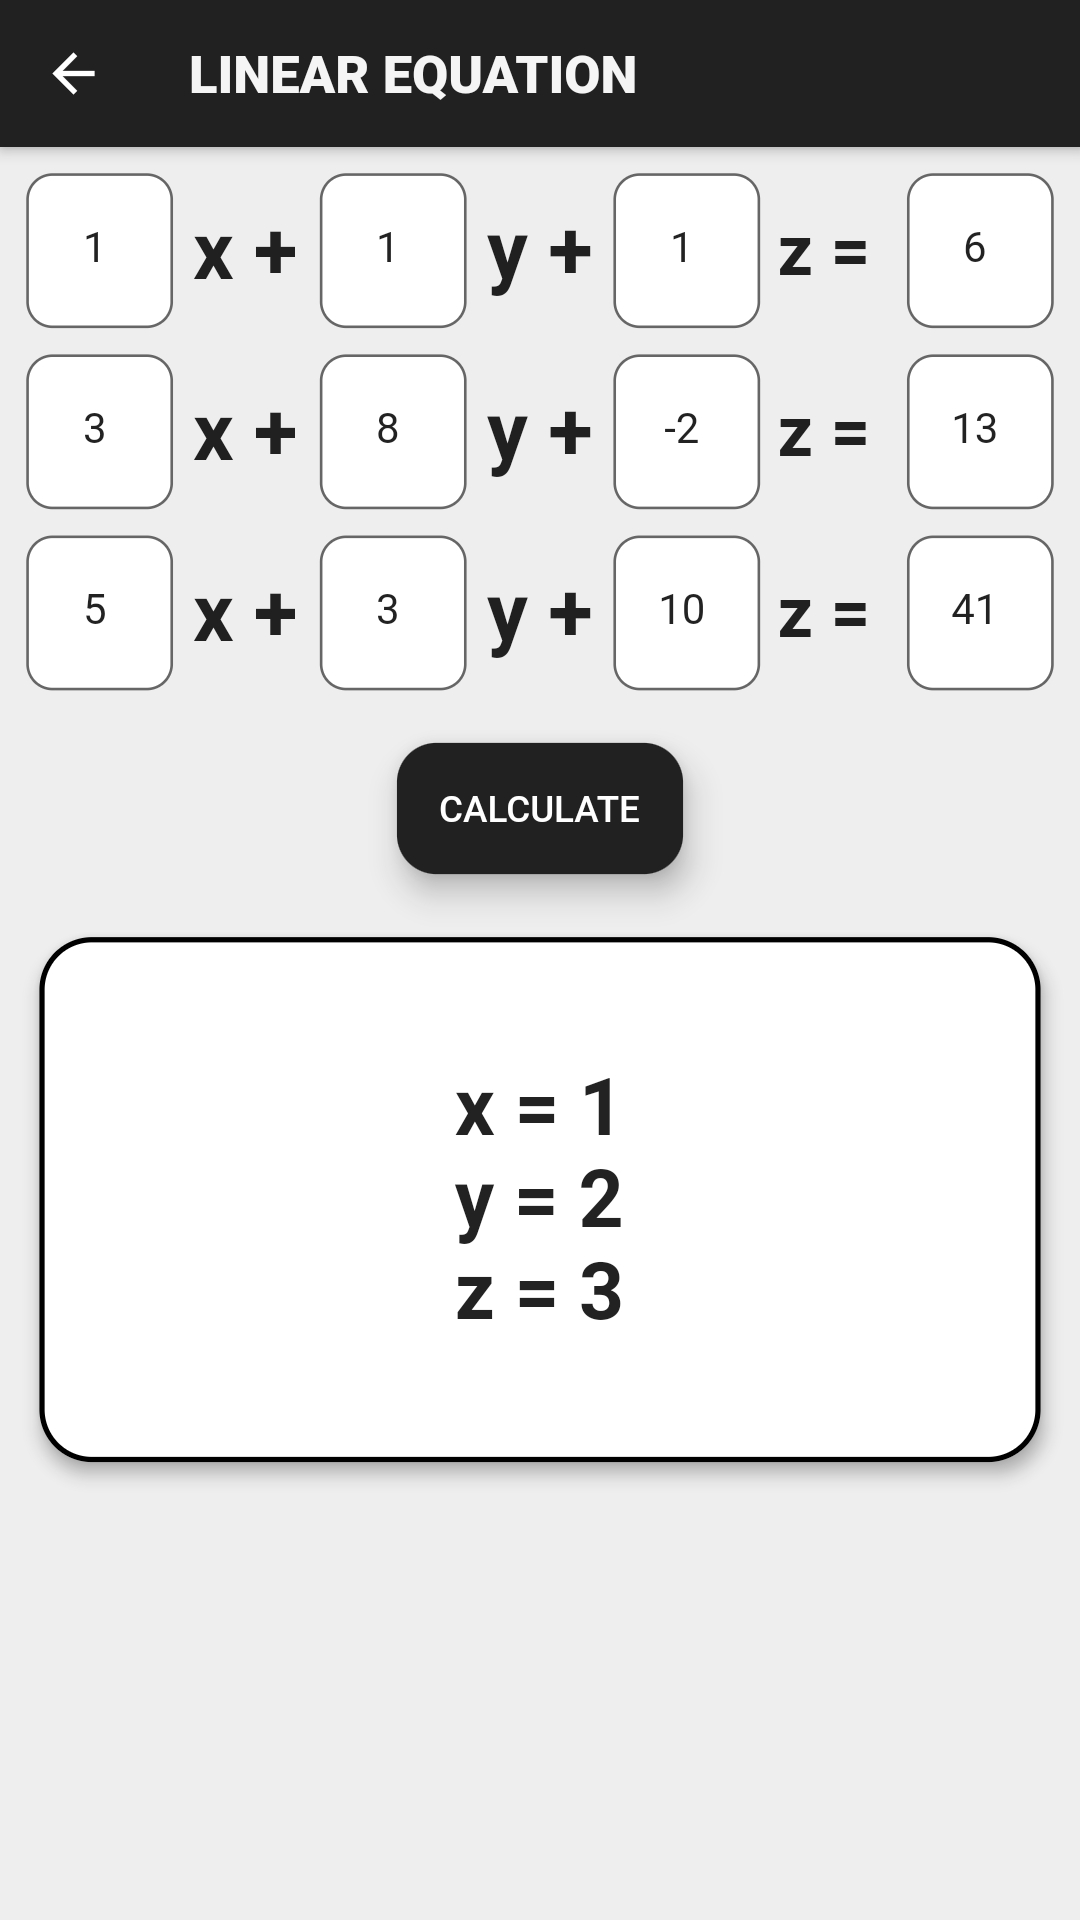 LINEAR EQUATION
1 x + 1 y + 1 z = 6
3 x + 8 y + -2 z = 13
5 x + 3 y + 10 z = 41
CALCULATE
x = 1
y = 2
z = 3